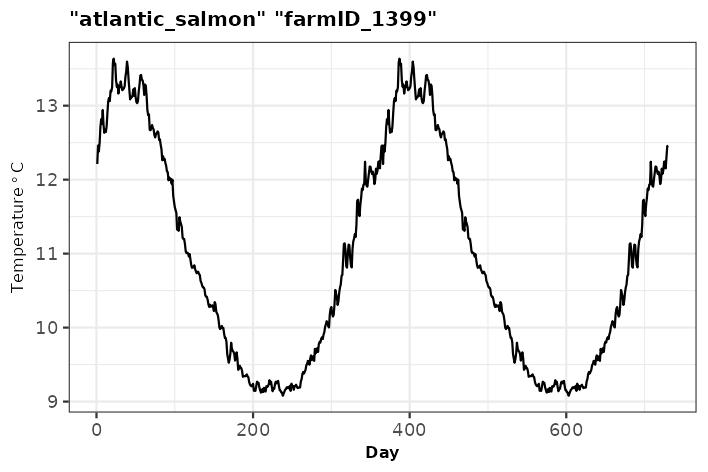 "atlantic_salmon" "farmID_1399"
Temperature ° C
13
12
11
10
9
0 200 400 600
Day